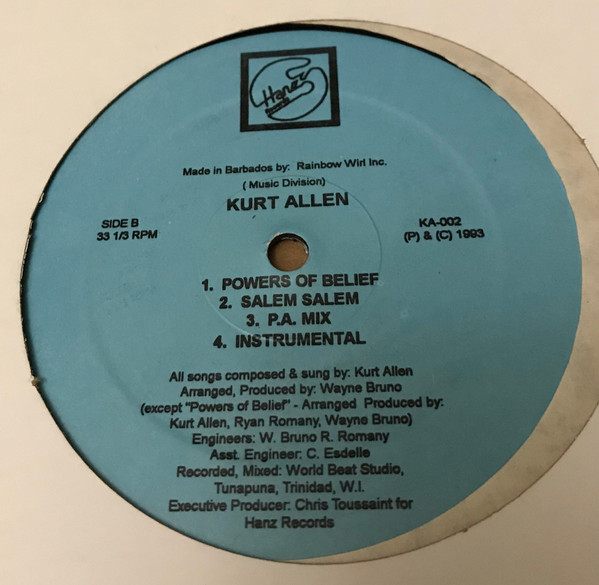 Hanz
Records
Made in Barbados by: Rainbow Wirl Inc.
( Music Division)
KURT ALLEN
SIDE B
33 1/3 RPM
KA-002
(P) & (C) 1993
1. POWERS OF BELIEF
2. SALEM SALEM
3. P.A. MIX
4. INSTRUMENTAL
All songs composed & sung by: Kurt Allen
Arranged, Produced by: Wayne Bruno
(except "Powers of Belief" - Arranged Produced by:
Kurt Allen, Ryan Romany, Wayne Bruno)
Engineers: W. Bruno R. Romany
Asst. Engineer: C. Esdelle
Recorded, Mixed: World Beat Studio,
Tunapuna, Trinidad, W.I.
Executive Producer: Chris Toussaint for
Hanz Records